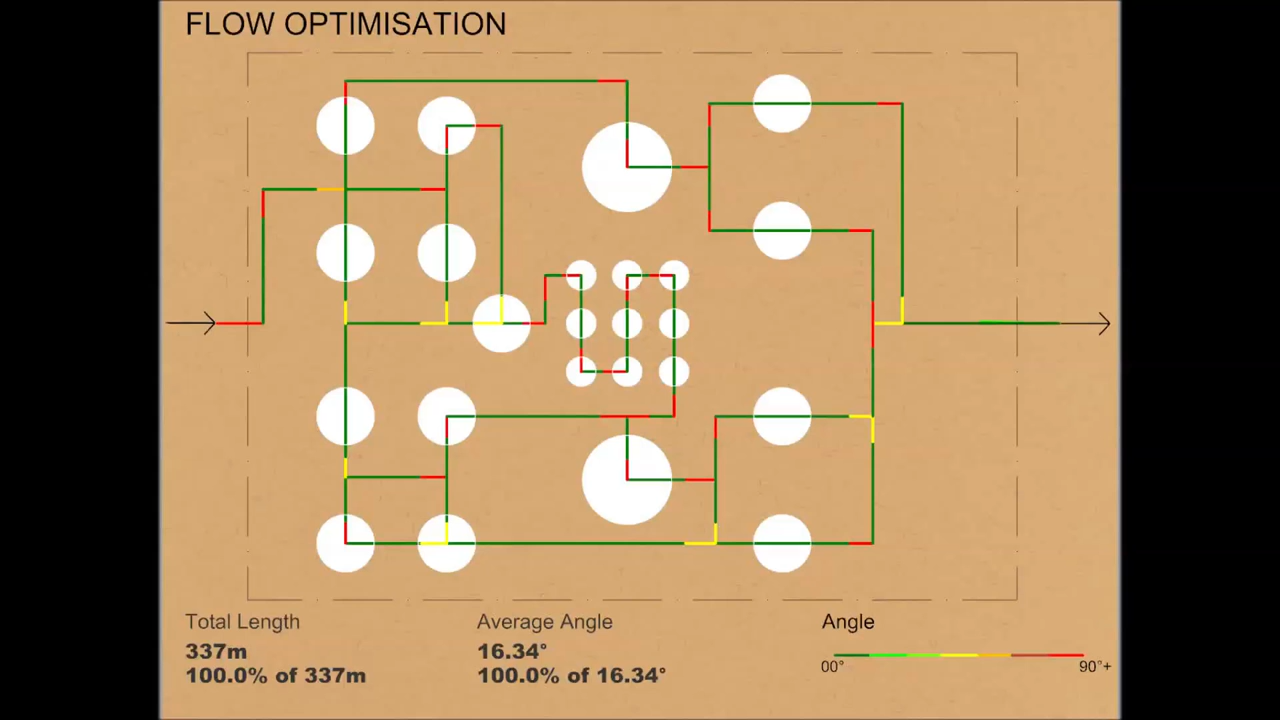 FLOW OPTIMISATION
Total Length
337m
100.0% of 337m
Average Angle
16.34°
100.0% of 16.34°
Angle
00°
90°+